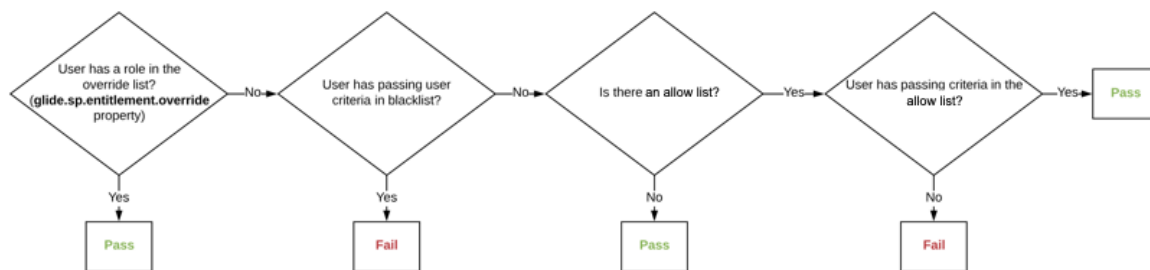 User has a role in the
override list?
(glide.sp.entitlement.override
property)
No
User has passing user
criteria in blacklist?
No
Is there an allow list?
Yes
User has passing criteria in the
allow list?
Yes
Pass
Yes
Yes
No
No
Pass
Fail
Pass
Fail